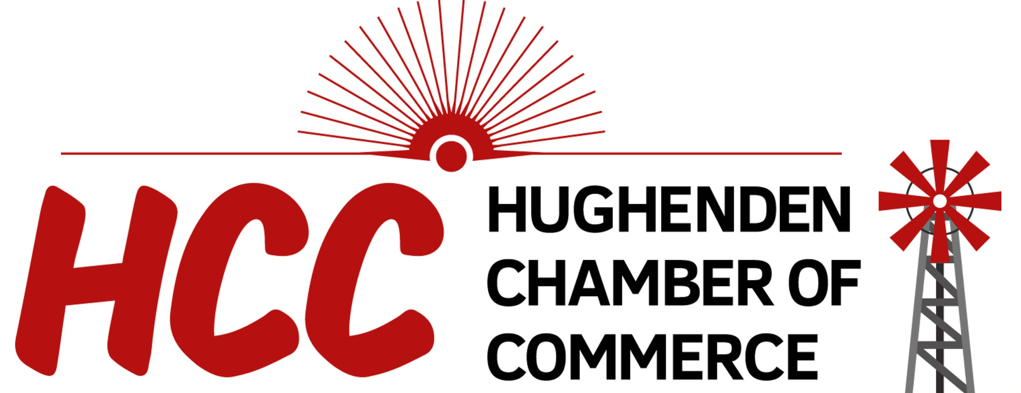 HCC
HUGHENDEN
CHAMBER OF
COMMERCE